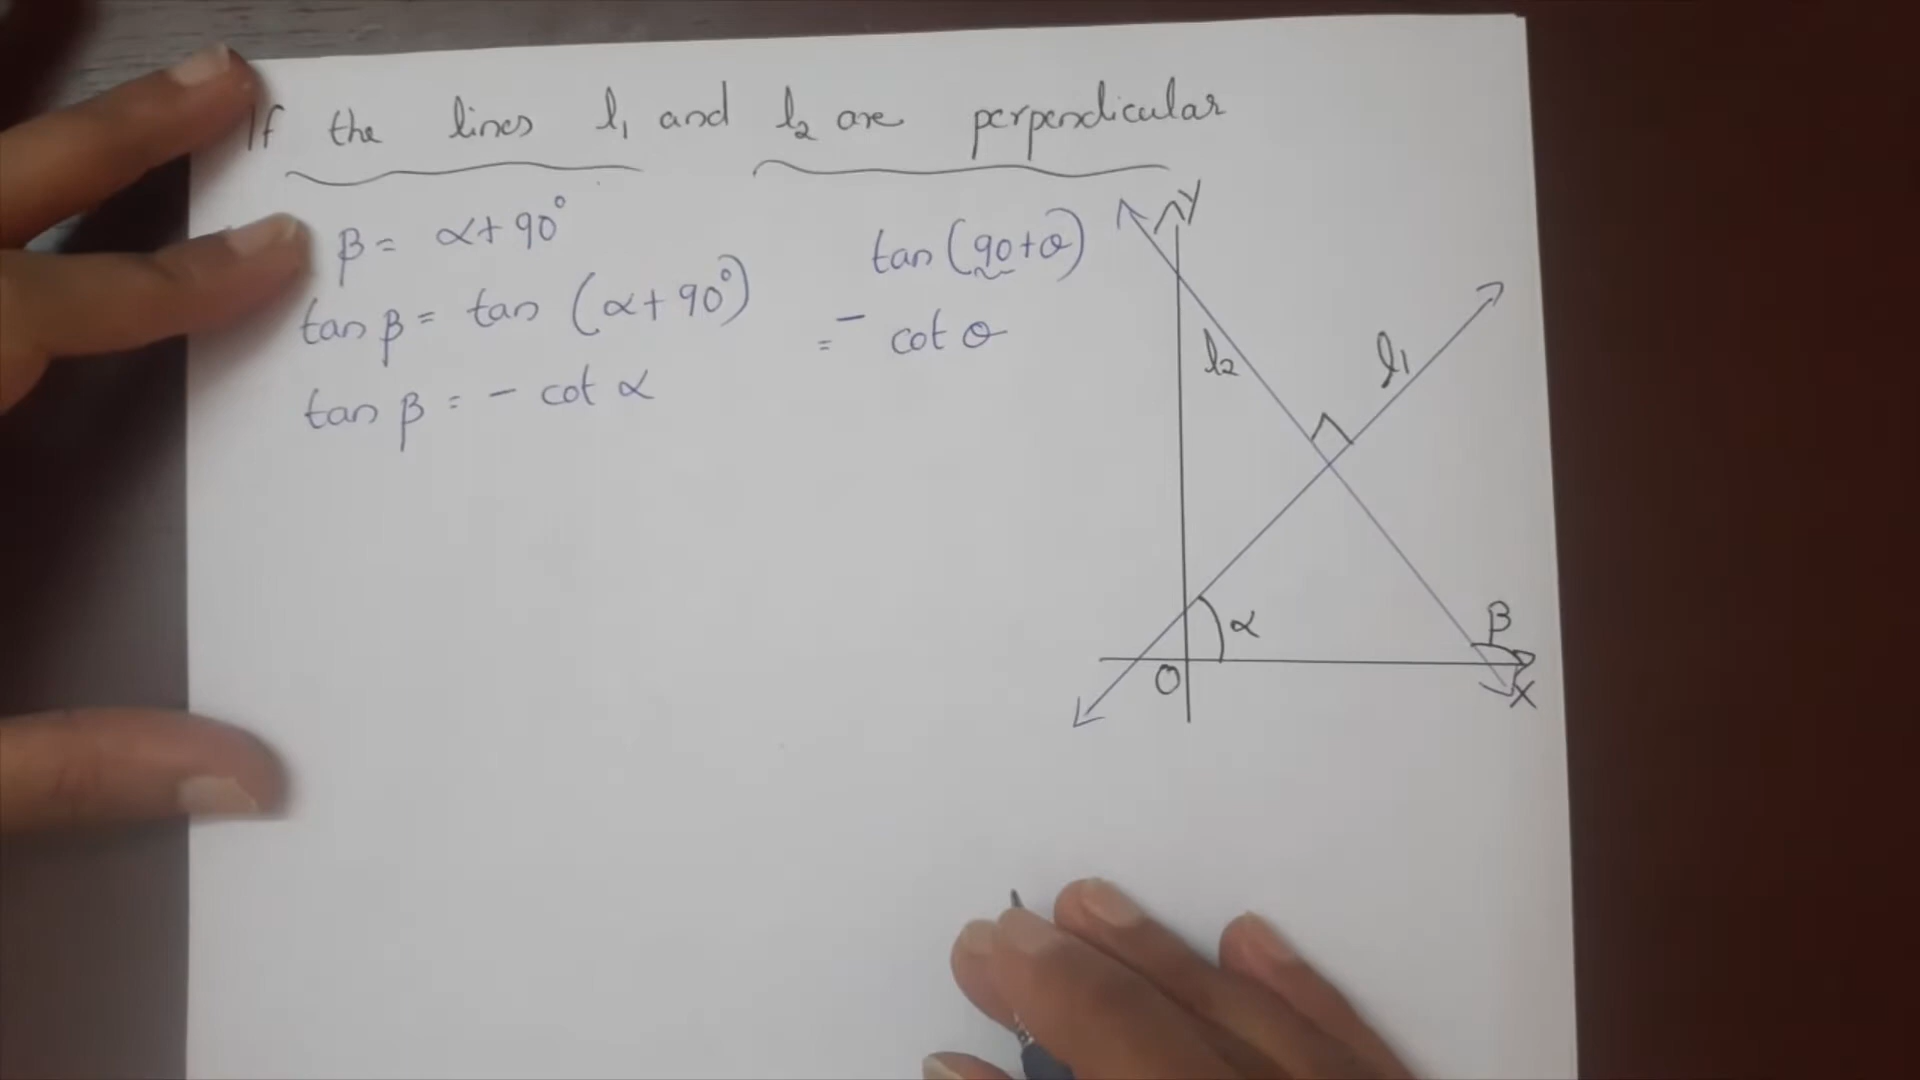 If the lines l₁ and l₂ are perpendicular
β = α + 90°
tan β = tan (α + 90°)
tan β = - cot α
tan (90 + θ)
= - cot θ
Y
l₂
l₁
α
β
O
X